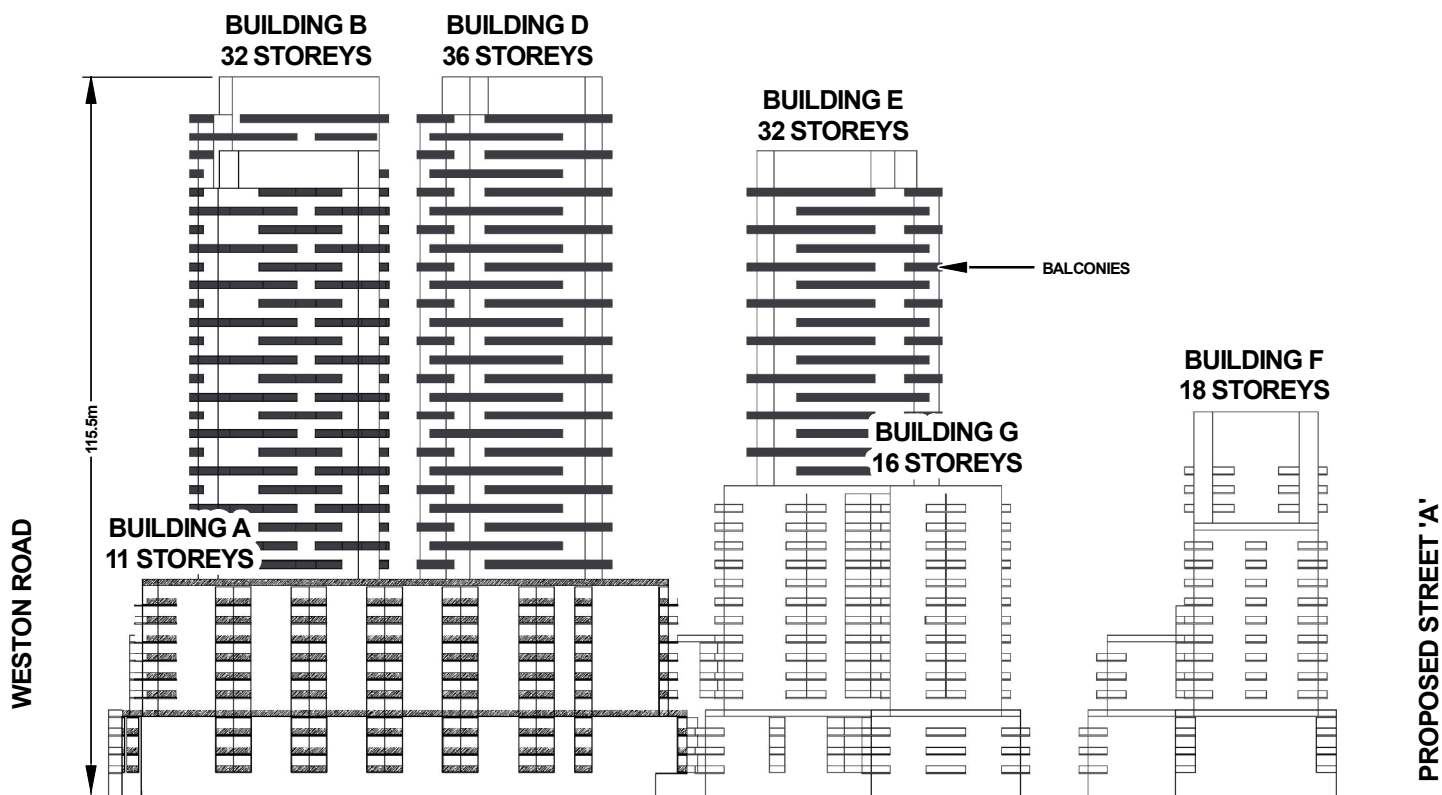 BUILDING B
32 STOREYS
BUILDING D
36 STOREYS
BUILDING E
32 STOREYS
BALCONIES
BUILDING F
18 STOREYS
115.5m
BUILDING G
16 STOREYS
BUILDING A
11 STOREYS
WESTON ROAD
PROPOSED STREET 'A'